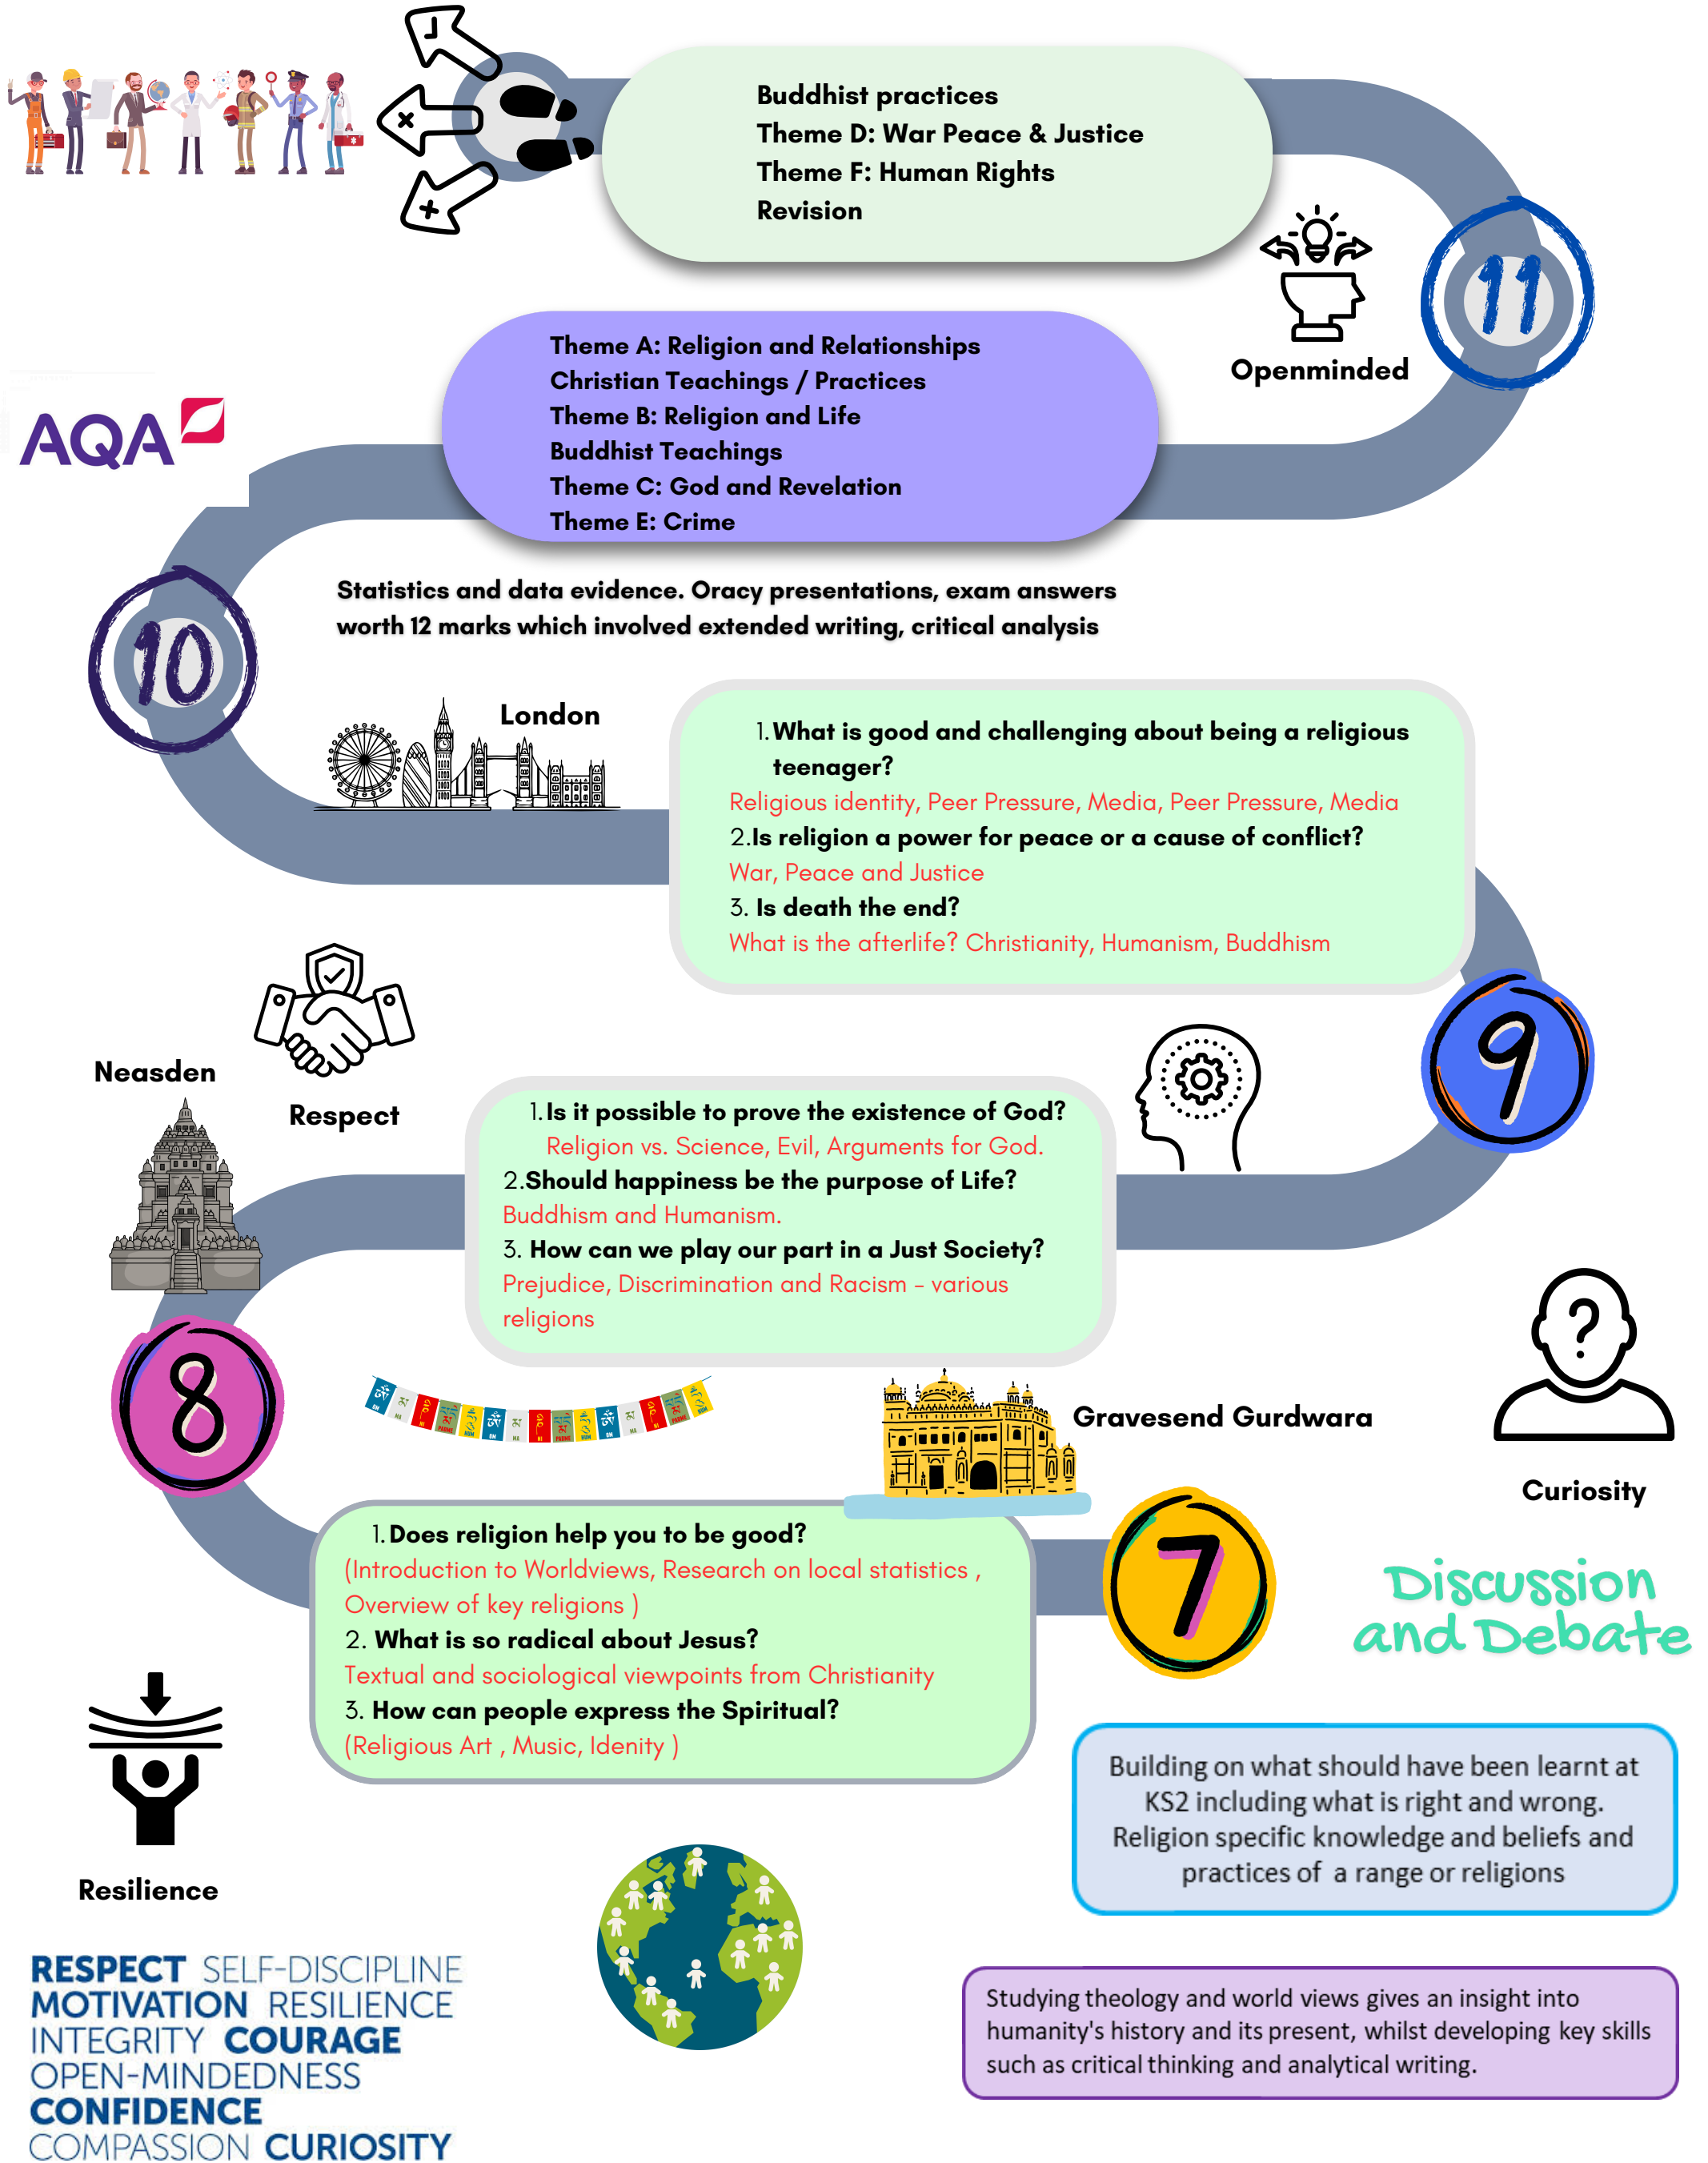 Buddhist practices
Theme D: War Peace & Justice
Theme F: Human Rights
Revision
11
Openminded
Theme A: Religion and Relationships
Christian Teachings / Practices
Theme B: Religion and Life
Buddhist Teachings
Theme C: God and Revelation
Theme E: Crime
AQA
10
Statistics and data evidence. Oracy presentations, exam answers
worth 12 marks which involved extended writing, critical analysis
London
1. What is good and challenging about being a religious
teenager?
Religious identity, Peer Pressure, Media, Peer Pressure, Media
2.Is religion a power for peace or a cause of conflict?
War, Peace and Justice
3. Is death the end?
What is the afterlife? Christianity, Humanism, Buddhism
9
Respect
Neasden
1. Is it possible to prove the existence of God?
Religion vs. Science, Evil, Arguments for God.
2.Should happiness be the purpose of Life?
Buddhism and Humanism.
3. How can we play our part in a Just Society?
Prejudice, Discrimination and Racism - various
religions
?
Curiosity
8
Gravesend Gurdwara
7
1. Does religion help you to be good?
(Introduction to Worldviews, Research on local statistics ,
Overview of key religions )
2. What is so radical about Jesus?
Textual and sociological viewpoints from Christianity
3. How can people express the Spiritual?
(Religious Art , Music, Idenity )
Discussion
and Debate
Resilience
Building on what should have been learnt at
KS2 including what is right and wrong.
Religion specific knowledge and beliefs and
practices of a range or religions
Studying theology and world views gives an insight into
humanity's history and its present, whilst developing key skills
such as critical thinking and analytical writing.
RESPECT SELF-DISCIPLINE
MOTIVATION RESILIENCE
INTEGRITY COURAGE
OPEN-MINDEDNESS
CONFIDENCE
COMPASSION CURIOSITY